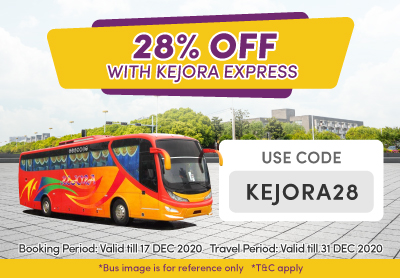 28% OFF
WITH KEJORA EXPRESS
USE CODE
KEJORA28
Booking Period: Valid till 17 DEC 2020 Travel Period: Valid till 31 DEC 2020
*Bus image is for reference only *T&C apply